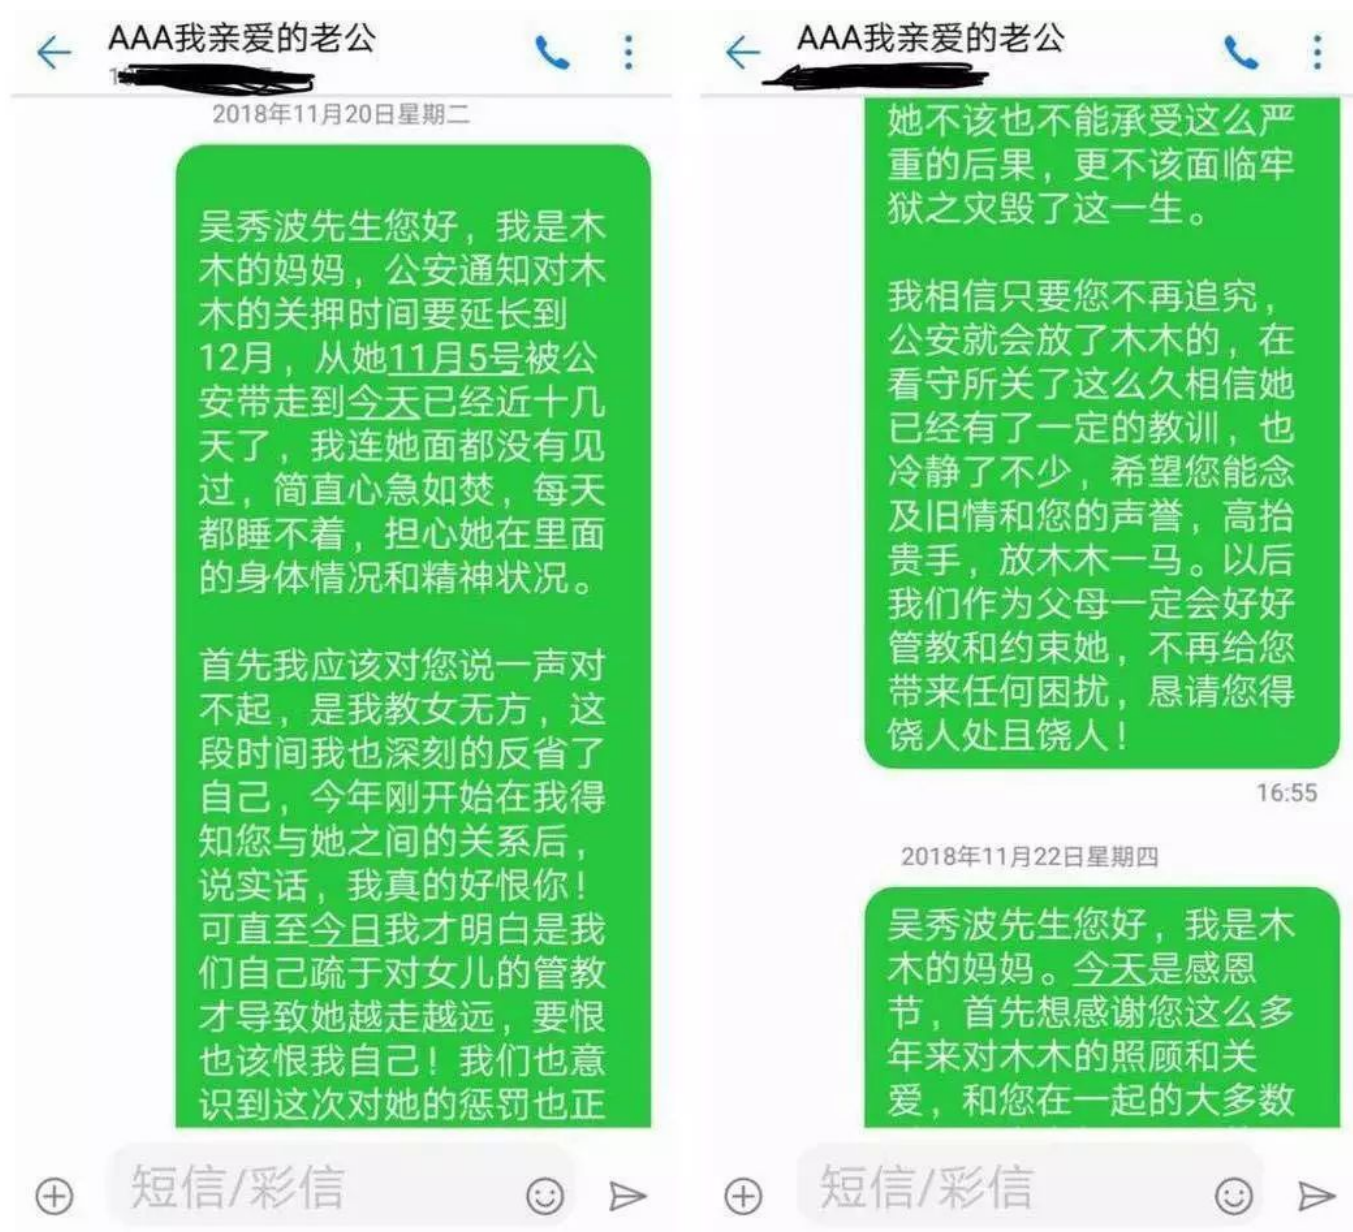 AAA我亲爱的老公
2018年11月20日星期二
吴秀波先生您好，我是木
木的妈妈，公安通知对木
木的关押时间要延长到
12月，从她11月5号被公
安带走到今天已经近十几
天了，我连她面都没有见
过，简直心急如焚，每天
都睡不着，担心她在里面
的身体情况和精神状况。
首先我应该对您说一声对
不起，是我教女无方，这
段时间我也深刻的反省了
自己，今年刚开始在我得
知您与她之间的关系后，
说实话，我真的好恨你！
可直至今日我才明白是我
们自己疏于对女儿的管教
才导致她越走越远，要恨
也该恨我自己！我们也意
识到这次对她的惩罚也正
短信/彩信
AAA我亲爱的老公
她不该也不能承受这么严
重的后果，更不该面临牢
狱之灾毁了这一生。
我相信只要您不再追究，
公安就会放了木木的，在
看守所关了这么久相信她
已经有了一定的教训，也
冷静了不少，希望您能念
及旧情和您的声誉，高抬
贵手，放木木一马。以后
我们作为父母一定会好好
管教和约束她，不再给您
带来任何困扰，恳请您得
饶人处且饶人！
16:55
2018年11月22日星期四
吴秀波先生您好，我是木
木的妈妈。今天是感恩
节，首先想感谢您这么多
年来对木木的照顾和关
爱，和您在一起的大多数
短信/彩信